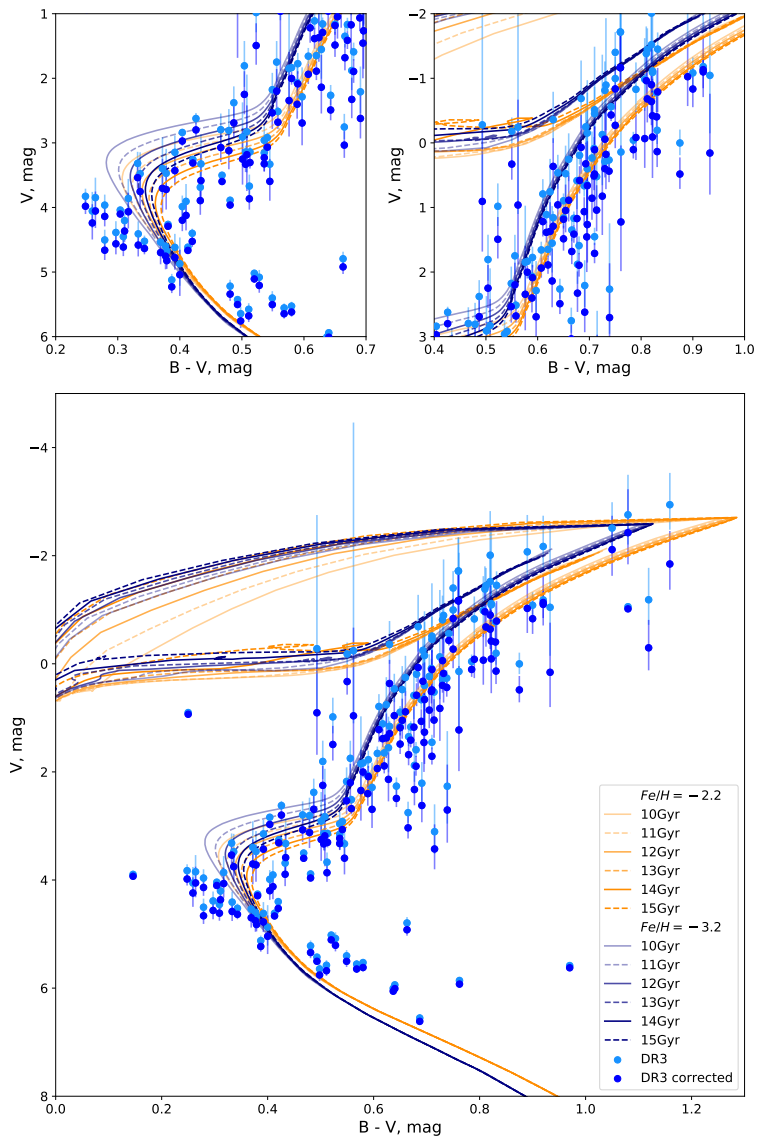 1
2
3
4
5
6
V, mag
0.2 0.3 0.4 0.5 0.6 0.7
B - V, mag
−2
−1
0
1
2
3
V, mag
0.4 0.5 0.6 0.7 0.8 0.9 1.0
B - V, mag
−4
−2
0
2
4
6
8
V, mag
0.0 0.2 0.4 0.6 0.8 1.0 1.2
B - V, mag
Fe/H = −2.2
10Gyr
11Gyr
12Gyr
13Gyr
14Gyr
15Gyr
Fe/H = −3.2
10Gyr
11Gyr
12Gyr
13Gyr
14Gyr
15Gyr
DR3
DR3 corrected